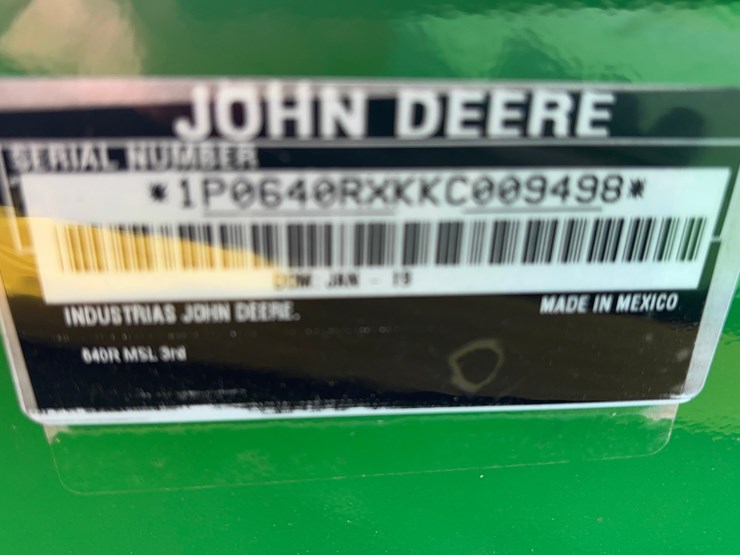 JOHN DEERE
SERIAL NUMBER
*1P0640RXKKC009498*
DOM: JAN - 19
INDUSTRIAS JOHN DEERE.
MADE IN MEXICO
640R MSL 3rd